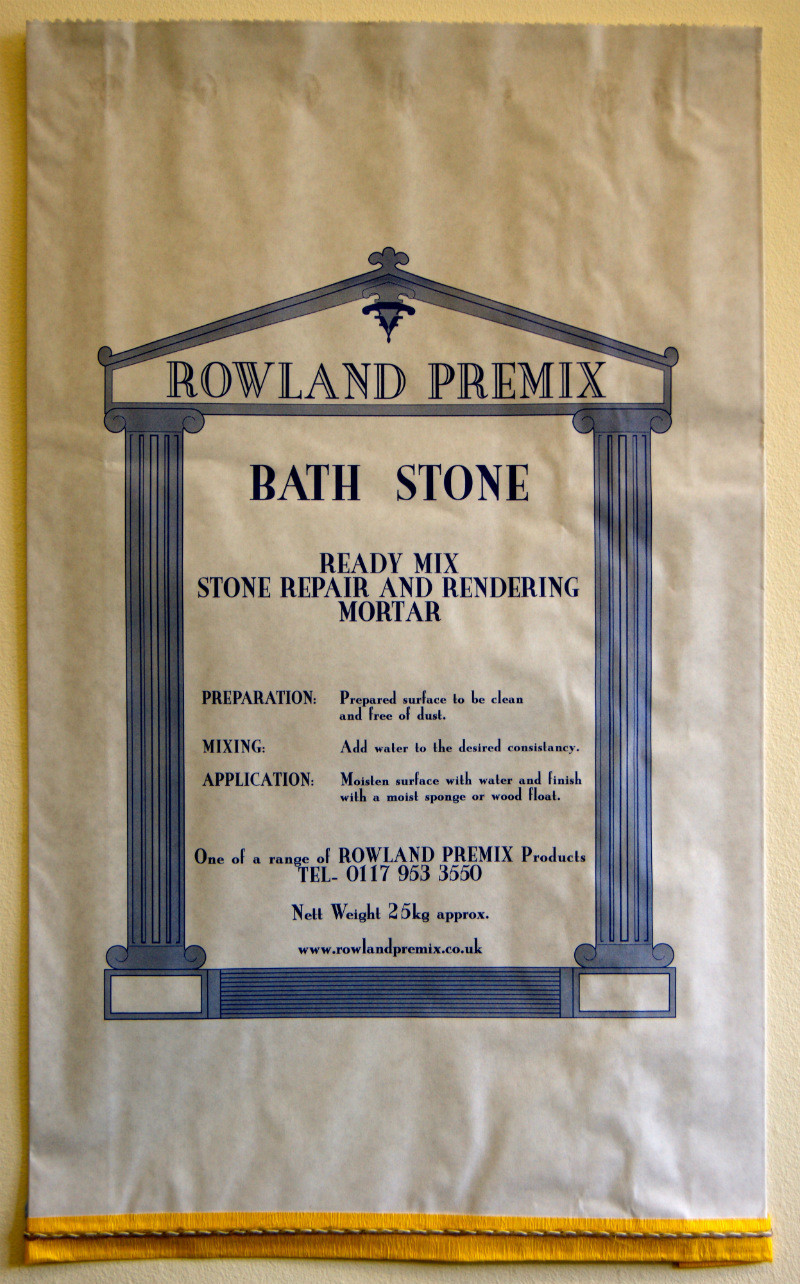 ROWLAND PREMIX
BATH STONE
READY MIX
STONE REPAIR AND RENDERING
MORTAR
PREPARATION: Prepared surface to be clean
and free of dust.
MIXING: Add water to the desired consistancy.
APPLICATION: Moisten surface with water and finish
with a moist sponge or wood float.
One of a range of ROWLAND PREMIX Products
TEL- 0117 953 3550
Nett Weight 25kg approx.
www.rowlandpremix.co.uk